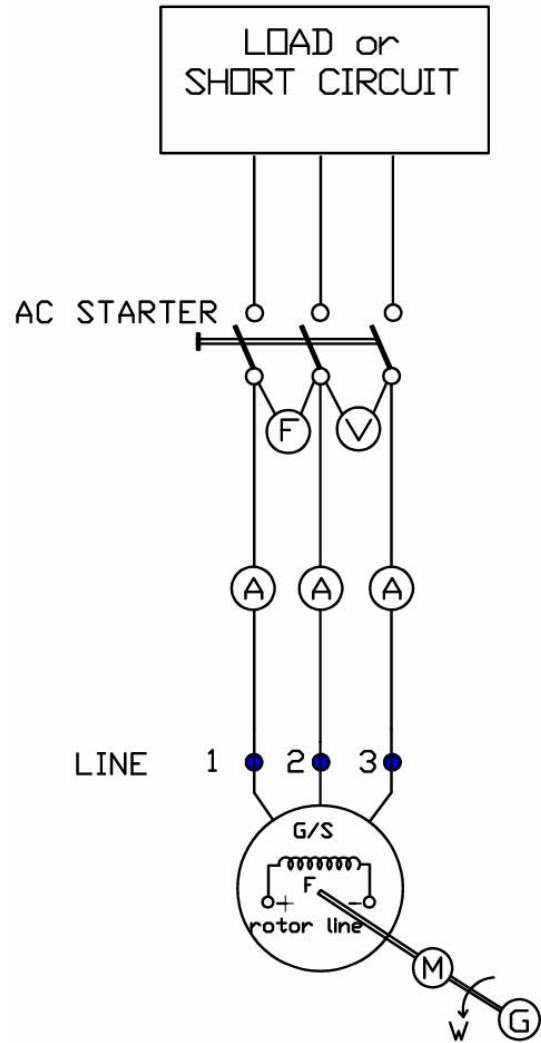 LOAD or
SHORT CIRCUIT
AC STARTER
F V
A A A
LINE 1 2 3
G/S
F
+ -
rotor line
M
W G